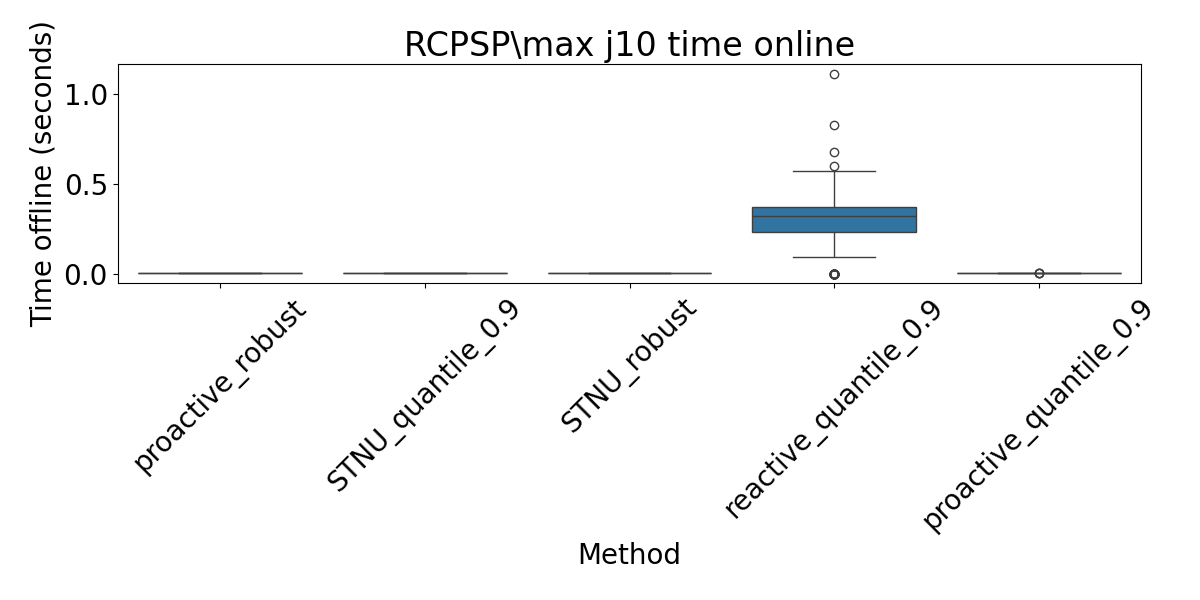 RCPSP\max j10 time online
Time offline (seconds)
1.0
0.5
0.0
proactive_robust
STNU_quantile_0.9
STNU_robust
reactive_quantile_0.9
proactive_quantile_0.9
Method